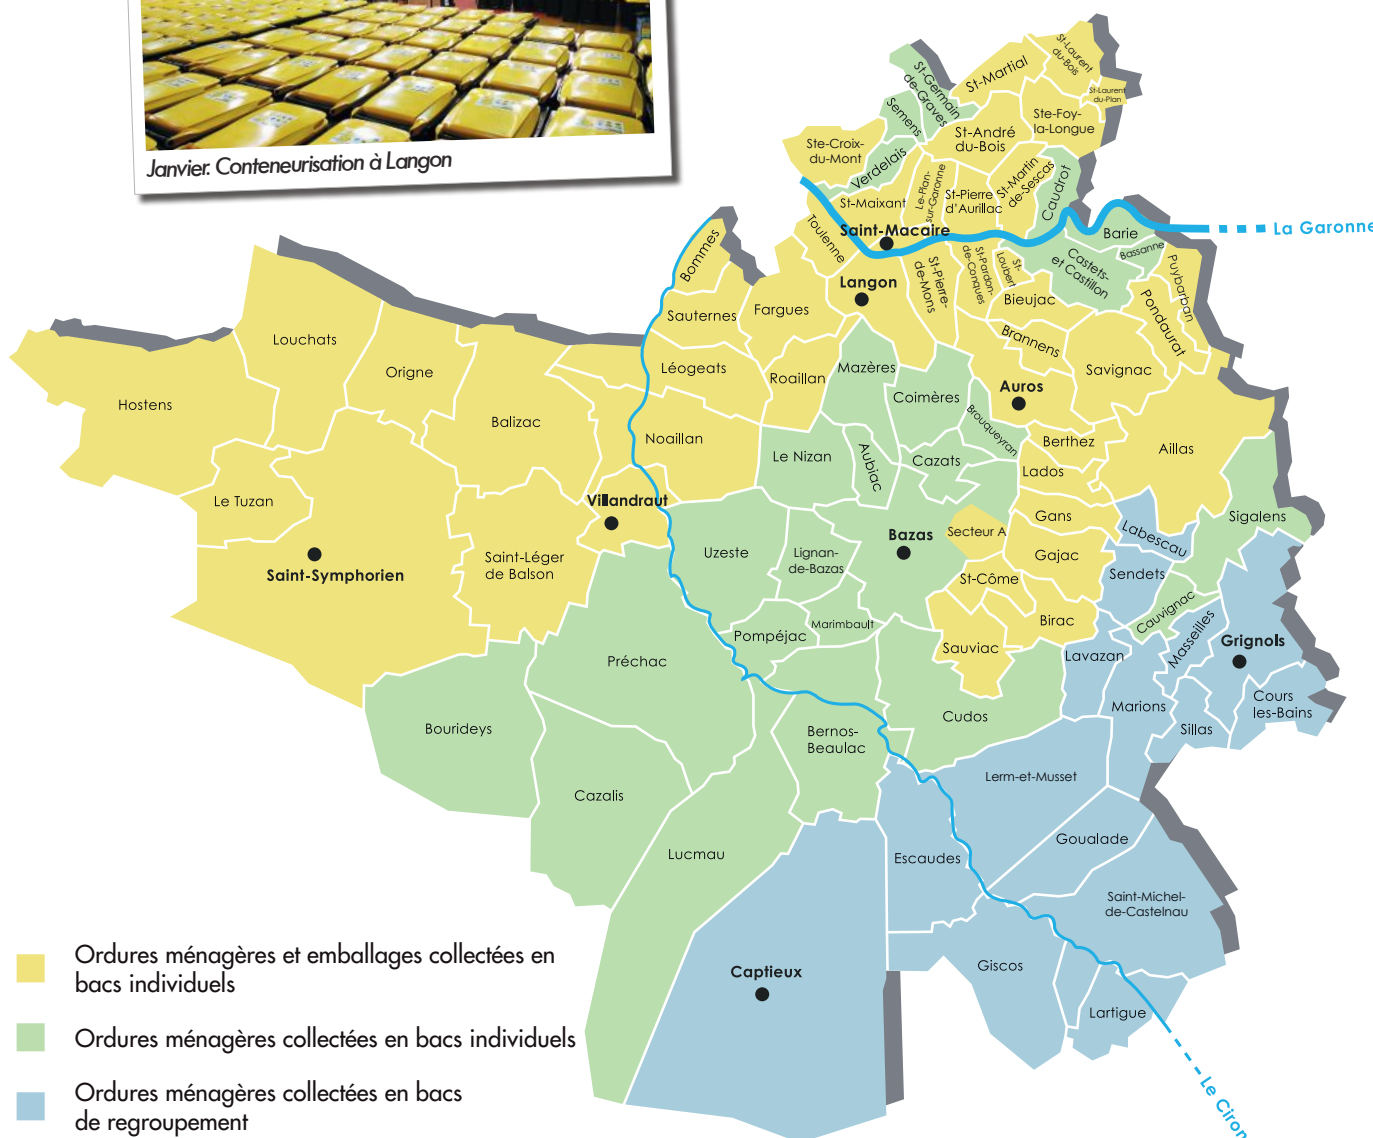 Janvier. Conteneurisation à Langon
St-Laurent
du-Bois
St-Martial
St-Laurent
du-Plan
St-Germain
de-Graves
Semens
Ste-Foy-
la-Longue
St-André
du-Bois
Ste-Croix-
du-Mont
Verdelais
St-Maixant
Le-Pian-
sur-Garonne
St-Pierre
d'Aurillac
St-Martin
de-Sescas
Caudrot
Saint-Macaire
Toulenne
La Garonne
Barie
Bassanne
Castets-
et Castillon
Puybarban
Pondaurat
Bommes
Sauternes
Fargues
Langon
St-Pierre-
de-Mons
St-Pardon-
de-Conques
St-
Loubert
Bieujac
Brannens
Savignac
Louchats
Origne
Hostens
Balizac
Léogeats
Roaillan
Mazères
Coimères
Brouqueyran
Auros
Berthez
Aillas
Noaillan
Le Nizan
Aubiac
Cazats
Lados
Le Tuzan
Villandraut
Gans
Labescau
Sigalens
Saint-Symphorien
Saint-Léger
de Balson
Uzeste
Lignan-
de-Bazas
Bazas
Secteur A
Gajac
Sendets
St-Côme
Cauvignac
Masseilles
Grignols
Pompéjac
Marimbault
Birac
Sauviac
Lavazan
Préchac
Bourideys
Bernos-
Beaulac
Cudos
Marions
Sillas
Cours
les-Bains
Cazalis
Lerm-et-Musset
Lucmau
Escaudes
Goualade
Saint-Michel-
de-Castelnau
Captieux
Giscos
Lartigue
Le Ciron
Ordures ménagères et emballages collectées en
bacs individuels
Ordures ménagères collectées en bacs individuels
Ordures ménagères collectées en bacs
de regroupement